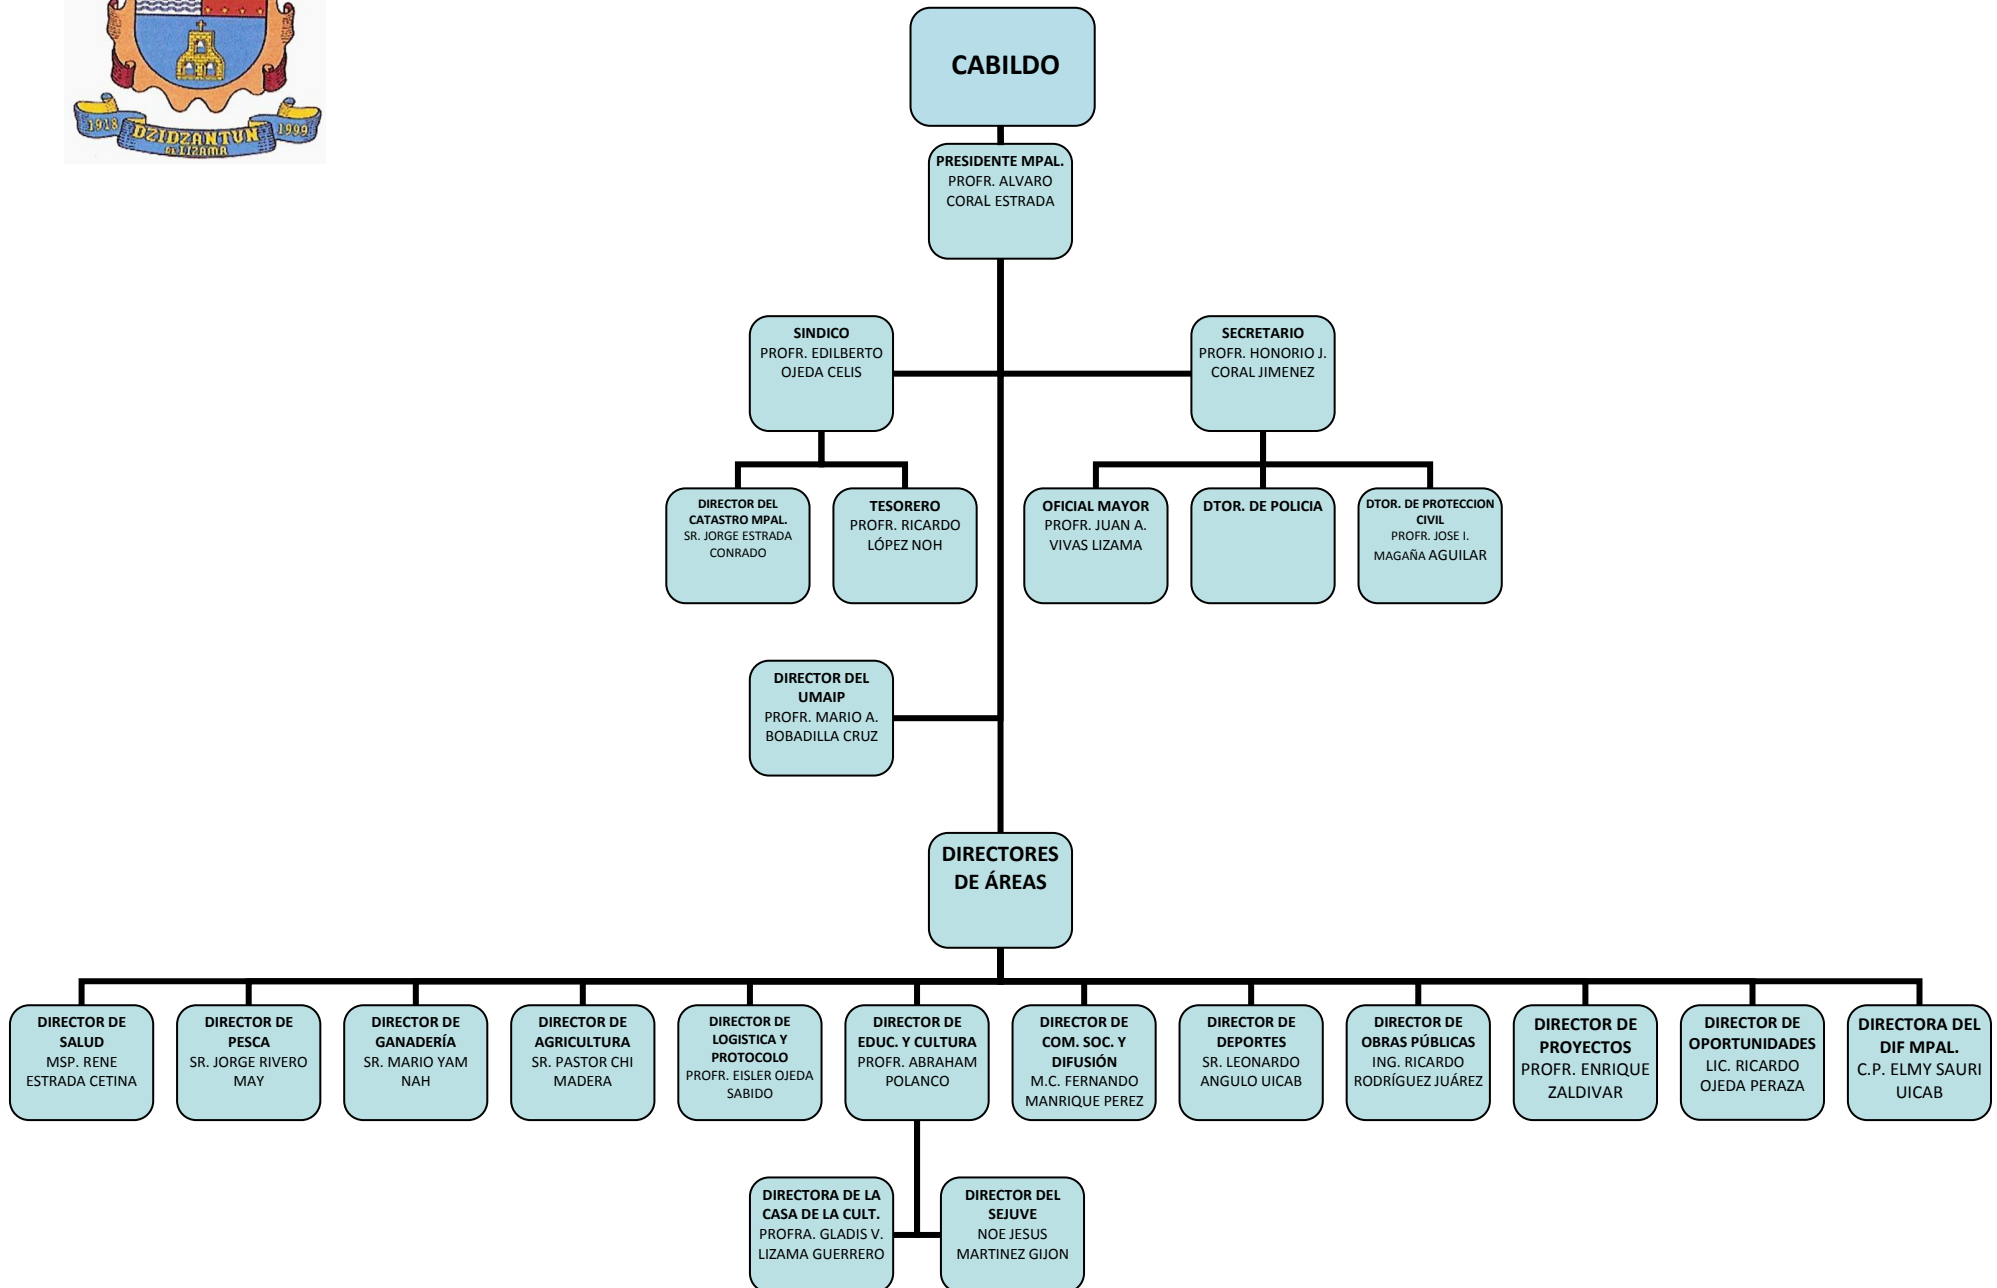 1918
DZIDZANTUN
DE LIZAMA
1999
CABILDO
PRESIDENTE MPAL.
PROFR. ALVARO
CORAL ESTRADA
SINDICO
PROFR. EDILBERTO
OJEDA CELIS
SECRETARIO
PROFR. HONORIO J.
CORAL JIMENEZ
DIRECTOR DEL
CATASTRO MPAL.
SR. JORGE ESTRADA
CONRADO
TESORERO
PROFR. RICARDO
LÓPEZ NOH
OFICIAL MAYOR
PROFR. JUAN A.
VIVAS LIZAMA
DTOR. DE POLICIA
DTOR. DE PROTECCION
CIVIL
PROFR. JOSE I.
MAGAÑA AGUILAR
DIRECTOR DEL
UMAIP
PROFR. MARIO A.
BOBADILLA CRUZ
DIRECTORES
DE ÁREAS
DIRECTOR DE
SALUD
MSP. RENE
ESTRADA CETINA
DIRECTOR DE
PESCA
SR. JORGE RIVERO
MAY
DIRECTOR DE
GANADERÍA
SR. MARIO YAM
NAH
DIRECTOR DE
AGRICULTURA
SR. PASTOR CHI
MADERA
DIRECTOR DE
LOGISTICA Y
PROTOCOLO
PROFR. EISLER OJEDA
SABIDO
DIRECTOR DE
EDUC. Y CULTURA
PROFR. ABRAHAM
POLANCO
DIRECTOR DE
COM. SOC. Y
DIFUSIÓN
M.C. FERNANDO
MANRIQUE PEREZ
DIRECTOR DE
DEPORTES
SR. LEONARDO
ANGULO UICAB
DIRECTOR DE
OBRAS PÚBLICAS
ING. RICARDO
RODRÍGUEZ JUÁREZ
DIRECTOR DE
PROYECTOS
PROFR. ENRIQUE
ZALDIVAR
DIRECTOR DE
OPORTUNIDADES
LIC. RICARDO
OJEDA PERAZA
DIRECTORA DEL
DIF MPAL.
C.P. ELMY SAURI
UICAB
DIRECTORA DE LA
CASA DE LA CULT.
PROFRA. GLADIS V.
LIZAMA GUERRERO
DIRECTOR DEL
SEJUVE
NOE JESUS
MARTINEZ GIJON